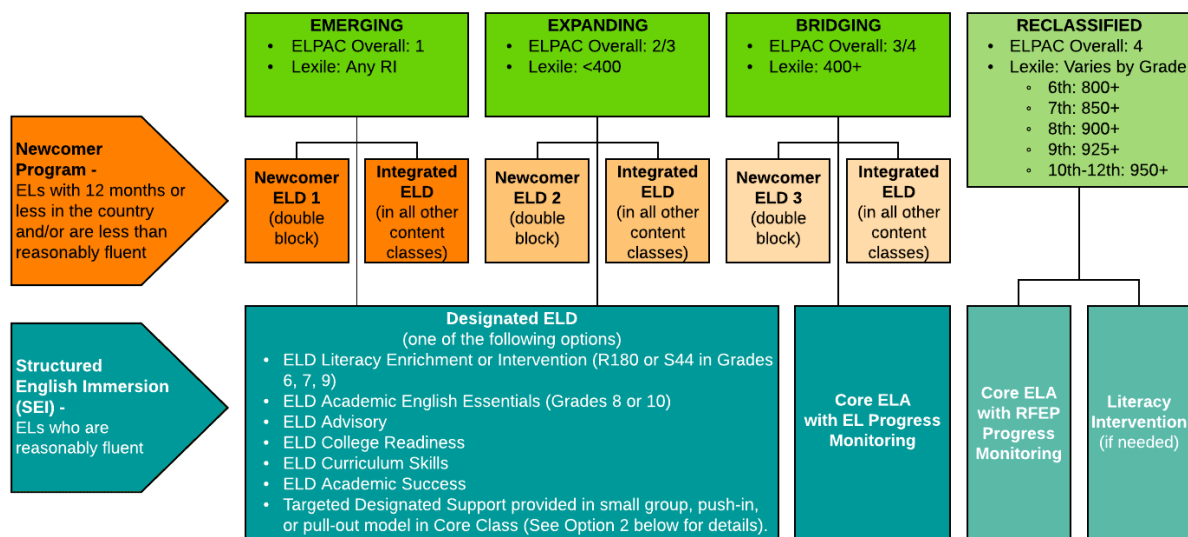 EMERGING
• ELPAC Overall: 1
• Lexile: Any RI
EXPANDING
• ELPAC Overall: 2/3
• Lexile: <400
BRIDGING
• ELPAC Overall: 3/4
• Lexile: 400+
RECLASSIFIED
• ELPAC Overall: 4
• Lexile: Varies by Grade
◦ 6th: 800+
◦ 7th: 850+
◦ 8th: 900+
◦ 9th: 925+
◦ 10th-12th: 950+
Newcomer
Program -
ELs with 12 months or
less in the country
and/or are less than
reasonably fluent
Newcomer
ELD 1
(double
block)
Integrated
ELD
(in all other
content
classes)
Newcomer
ELD 2
(double
block)
Integrated
ELD
(in all other
content
classes)
Newcomer
ELD 3
(double
block)
Integrated
ELD
(in all other
content
classes)
Structured
English Immersion
(SEI) -
ELs who are
reasonably fluent
Designated ELD
(one of the following options)
• ELD Literacy Enrichment or Intervention (R180 or S44 in Grades
6, 7, 9)
• ELD Academic English Essentials (Grades 8 or 10)
• ELD Advisory
• ELD College Readiness
• ELD Curriculum Skills
• ELD Academic Success
• Targeted Designated Support provided in small group, push-in,
or pull-out model in Core Class (See Option 2 below for details).
Core ELA
with EL Progress
Monitoring
Core ELA
with RFEP
Progress
Monitoring
Literacy
Intervention
(if needed)